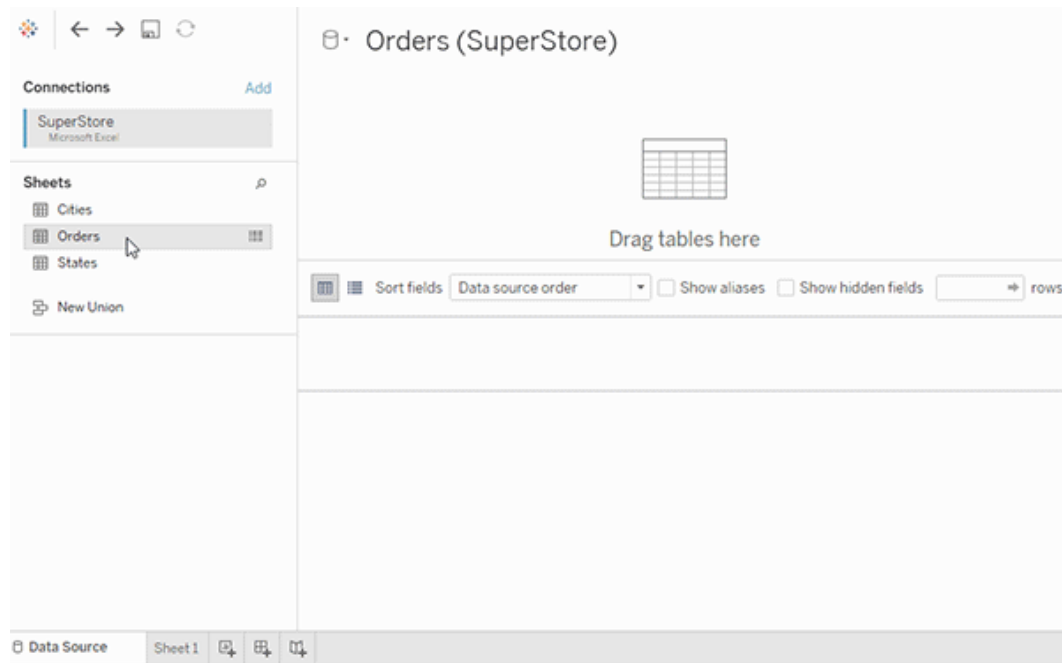 Orders (SuperStore)
Connections
Add
SuperStore
Microsoft Excel
Sheets
Cities
Orders
States
New Union
Drag tables here
Sort fields
Data source order
Show aliases
Show hidden fields
rows
Data Source
Sheet 1